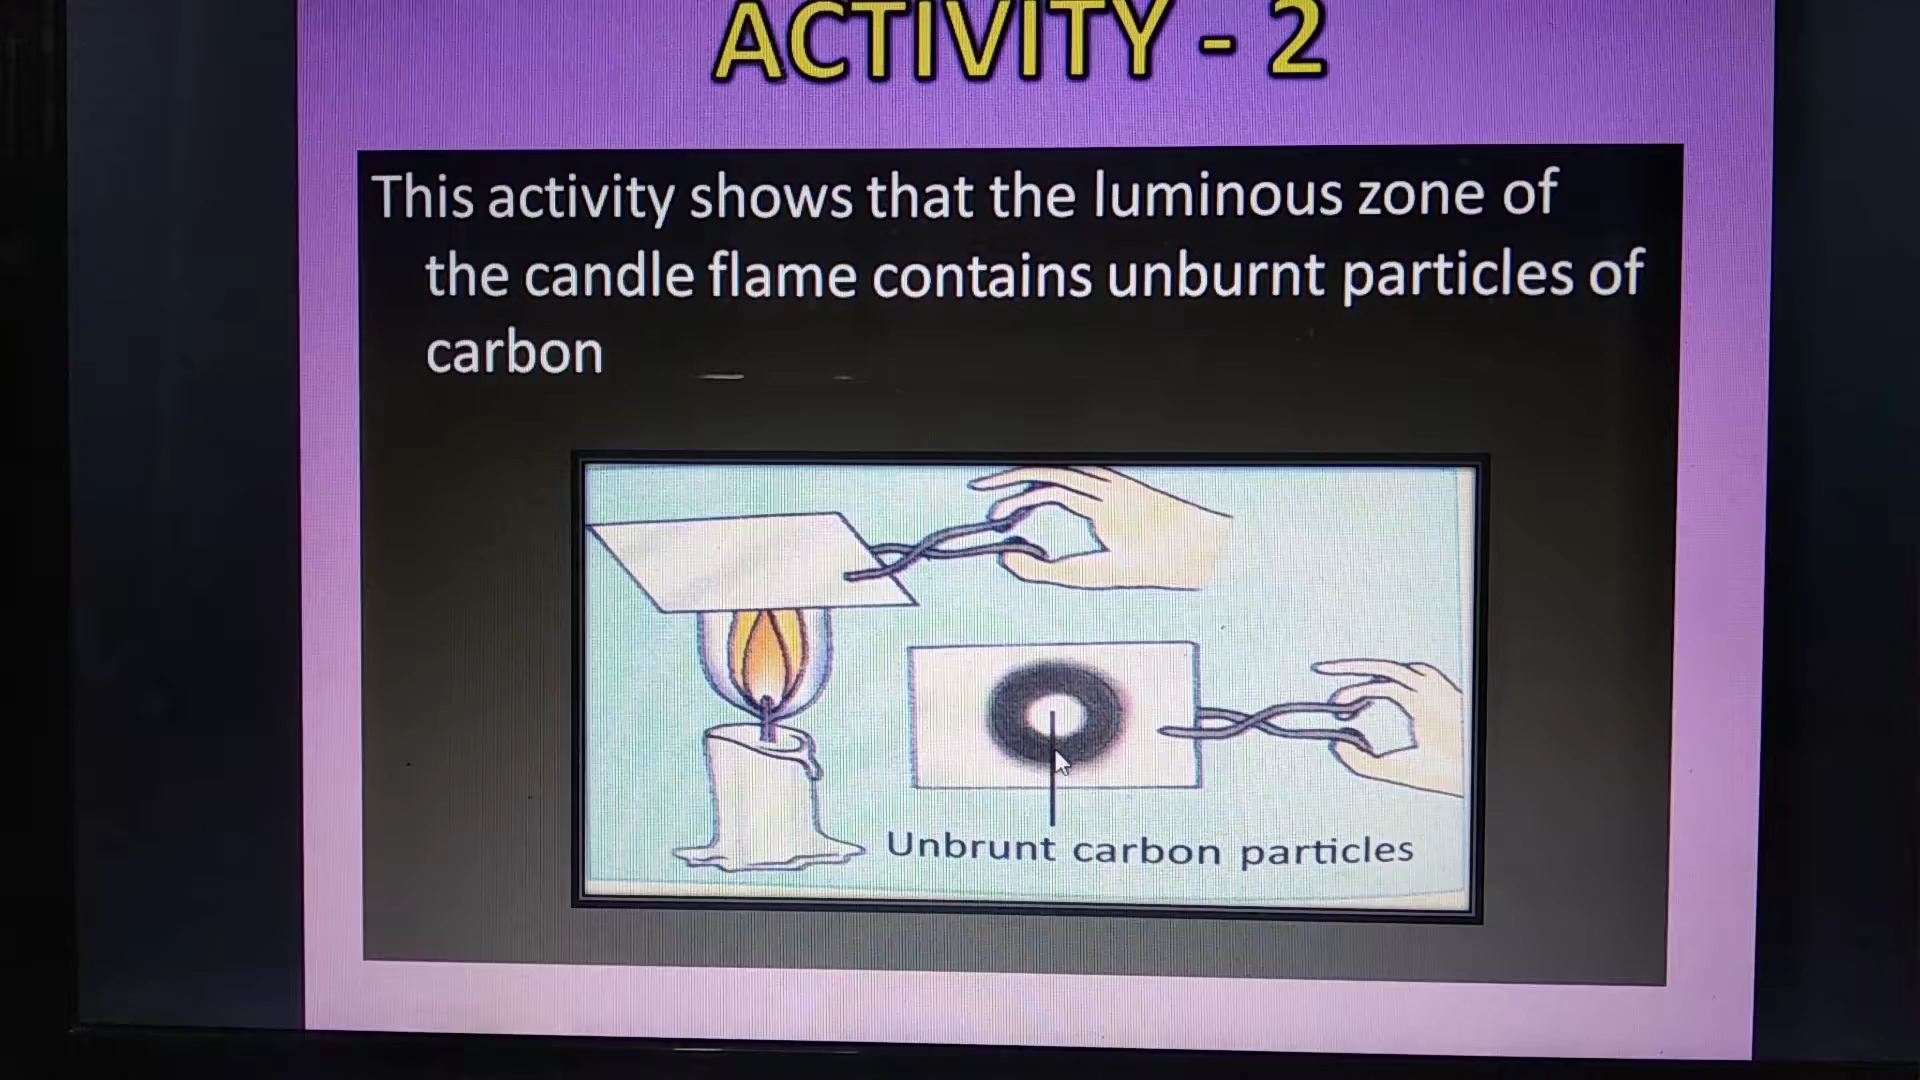 ACTIVITY - 2
This activity shows that the luminous zone of
the candle flame contains unburnt particles of
carbon
Unbrunt carbon particles